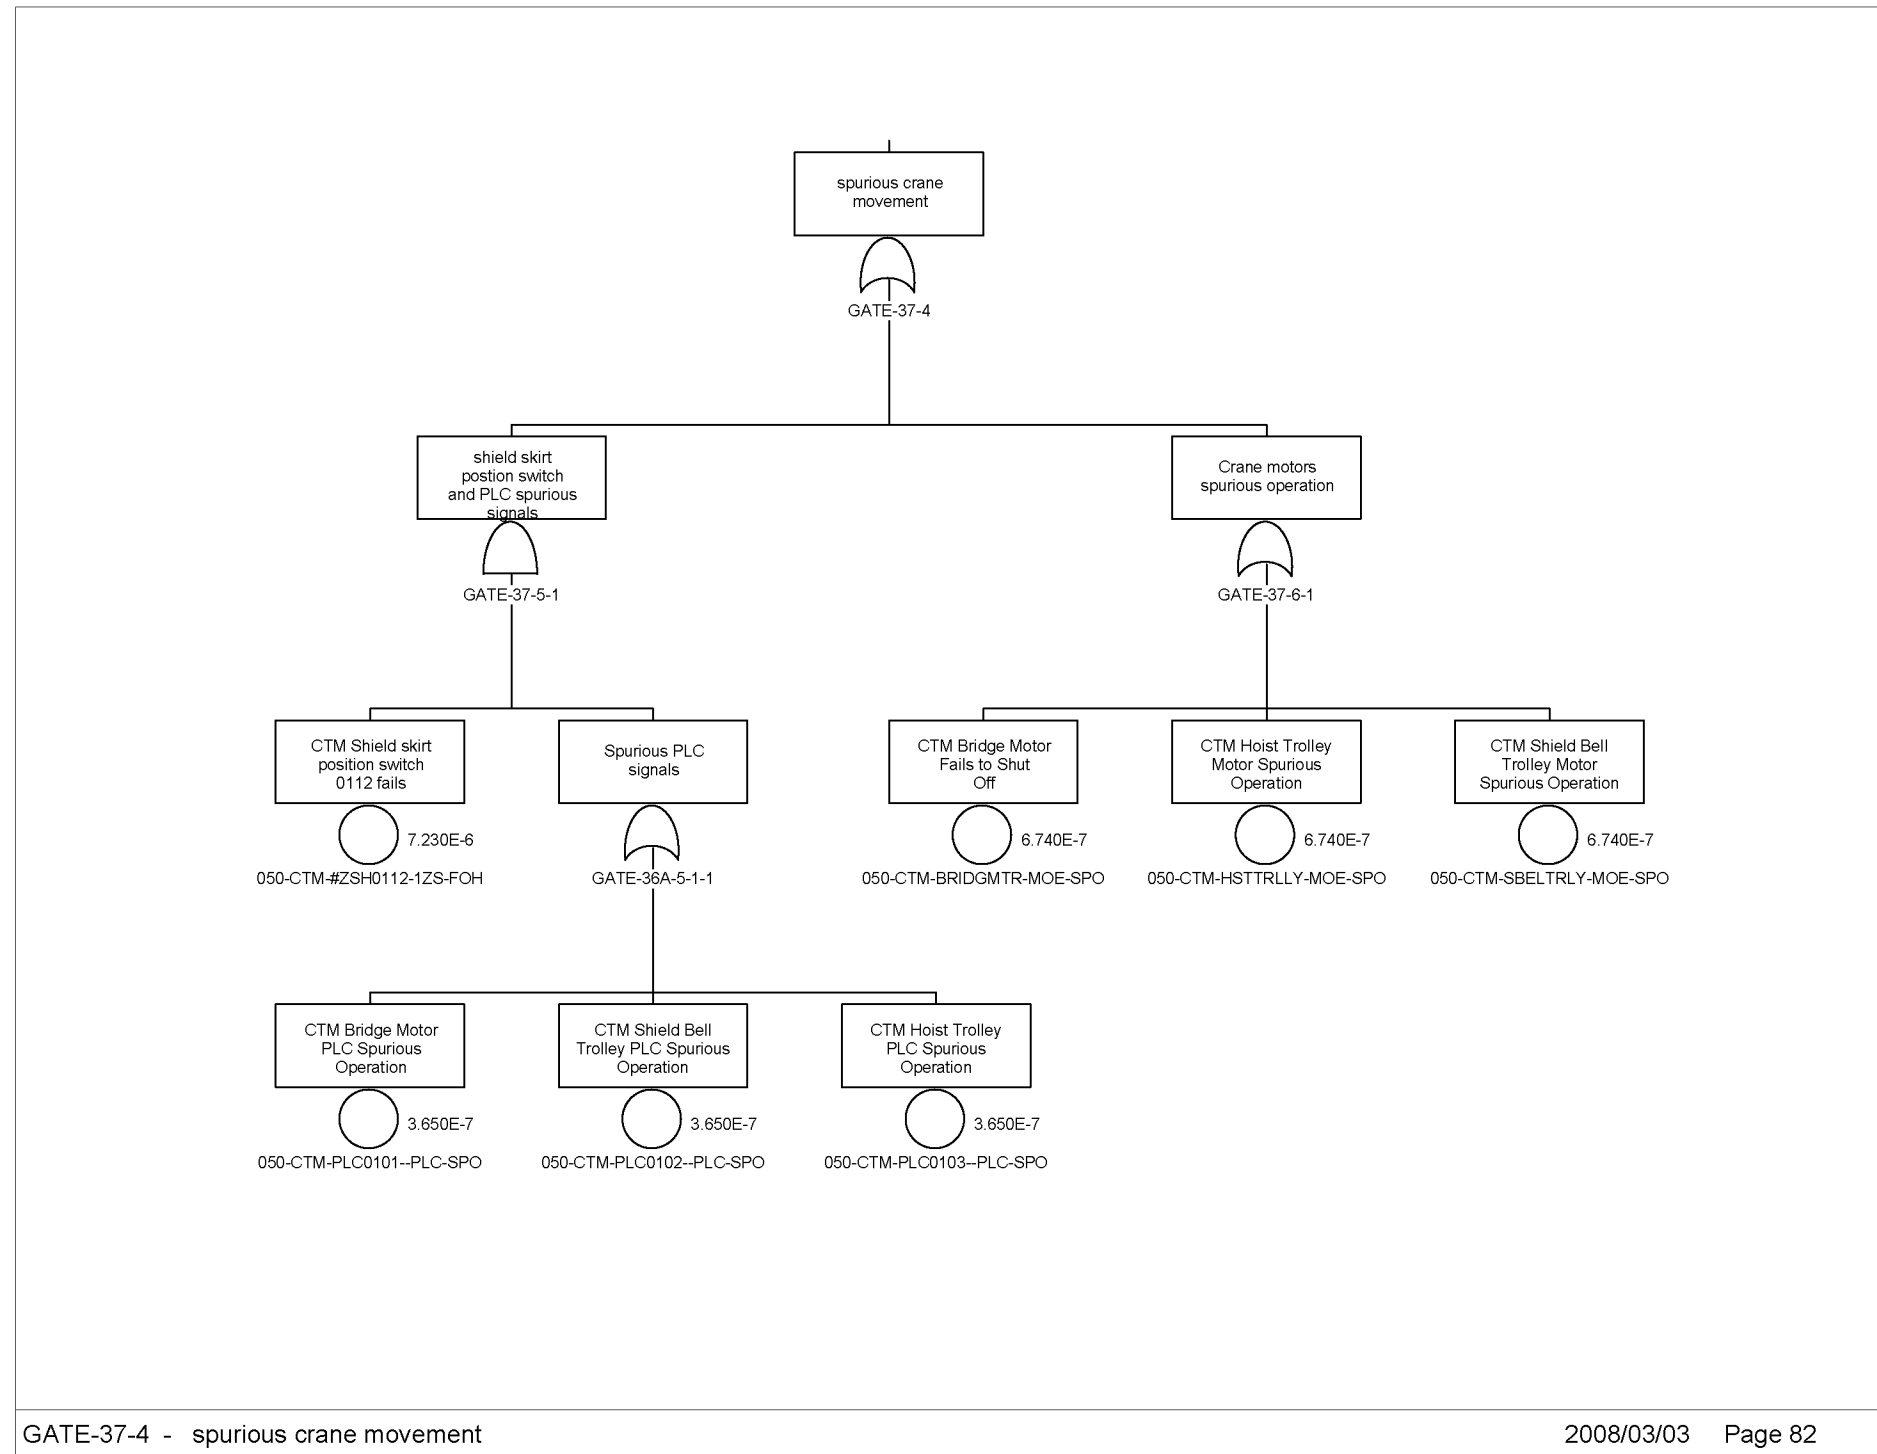 spurious crane
movement
GATE-37-4
shield skirt
postion switch
and PLC spurious
signals
GATE-37-5-1
Crane motors
spurious operation
GATE-37-6-1
CTM Shield skirt
position switch
0112 fails
7.230E-6
050-CTM-#ZSH0112-1ZS-FOH
Spurious PLC
signals
GATE-36A-5-1-1
CTM Bridge Motor
Fails to Shut
Off
6.740E-7
050-CTM-BRIDGMTR-MOE-SPO
CTM Hoist Trolley
Motor Spurious
Operation
6.740E-7
050-CTM-HSTTRLLY-MOE-SPO
CTM Shield Bell
Trolley Motor
Spurious Operation
6.740E-7
050-CTM-SBELTRLY-MOE-SPO
CTM Bridge Motor
PLC Spurious
Operation
3.650E-7
050-CTM-PLC0101--PLC-SPO
CTM Shield Bell
Trolley PLC Spurious
Operation
3.650E-7
050-CTM-PLC0102--PLC-SPO
CTM Hoist Trolley
PLC Spurious
Operation
3.650E-7
050-CTM-PLC0103--PLC-SPO
GATE-37-4 - spurious crane movement
2008/03/03 Page 82